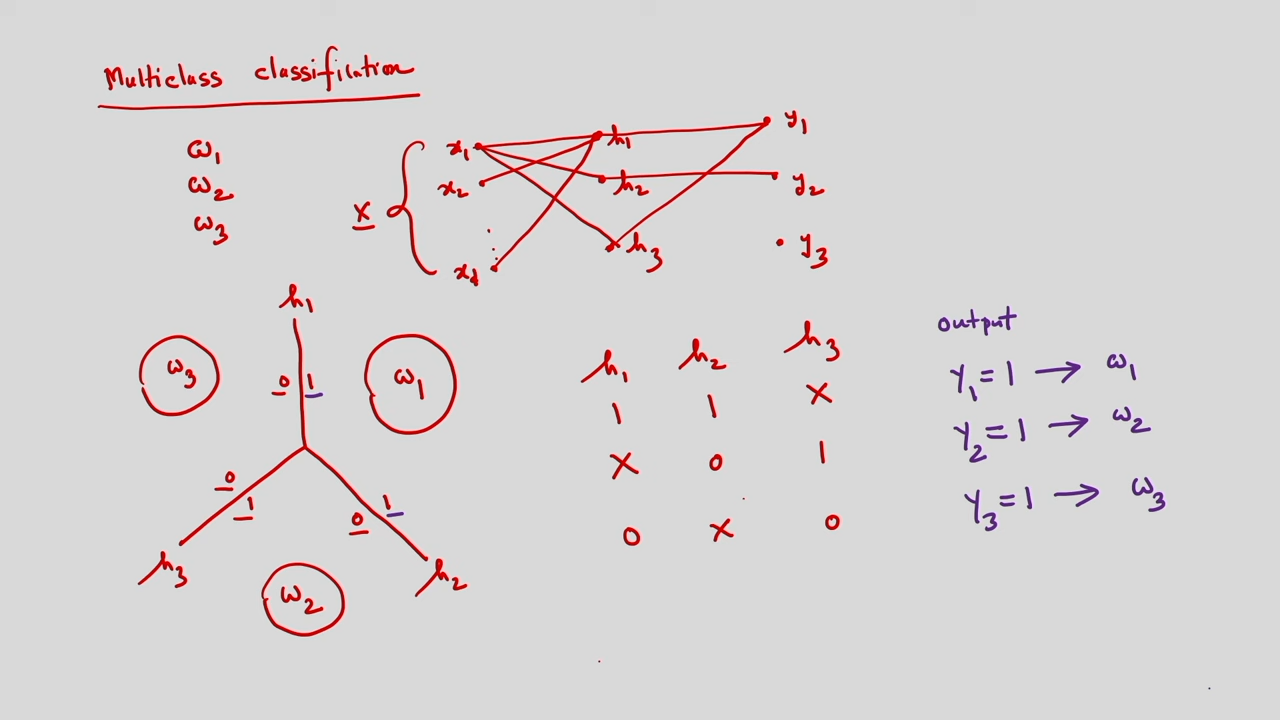 Multiclass classification
ω1
ω2
ω3
x
x1
x2
xd
h1
h2
h3
y1
y2
y3
h1
ω3
0 1
ω1
0
1
1
0
h3
h2
ω2
h1 h2 h3
1 1 X
X 0 1
0 X 0
output
y1 = 1 → ω1
y2 = 1 → ω2
y3 = 1 → ω3